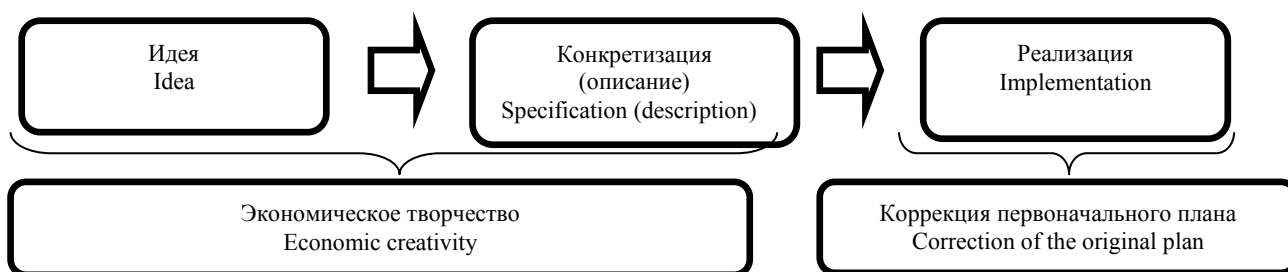 Идея
Idea
Конкретизация
(описание)
Specification (description)
Реализация
Implementation
Экономическое творчество
Economic creativity
Коррекция первоначального плана
Correction of the original plan